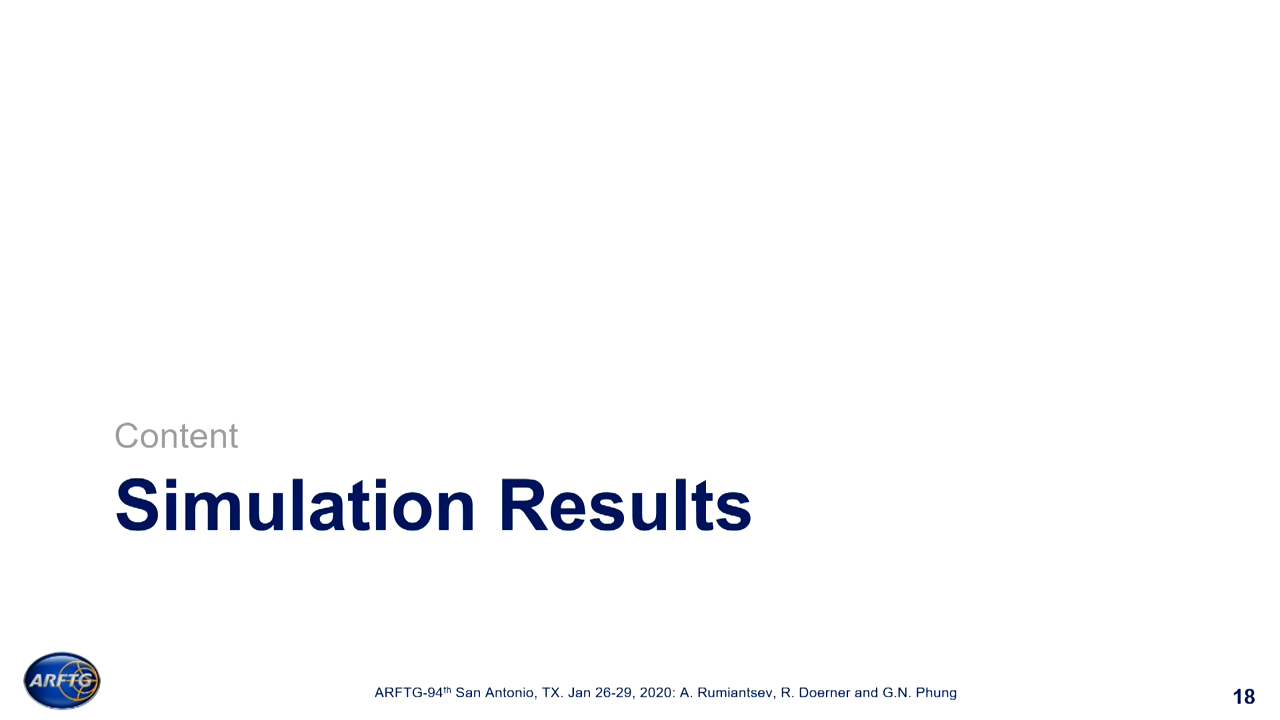 Content
Simulation Results
ARFTG
ARFTG-94th San Antonio, TX. Jan 26-29, 2020: A. Rumiantsev, R. Doerner and G.N. Phung
18